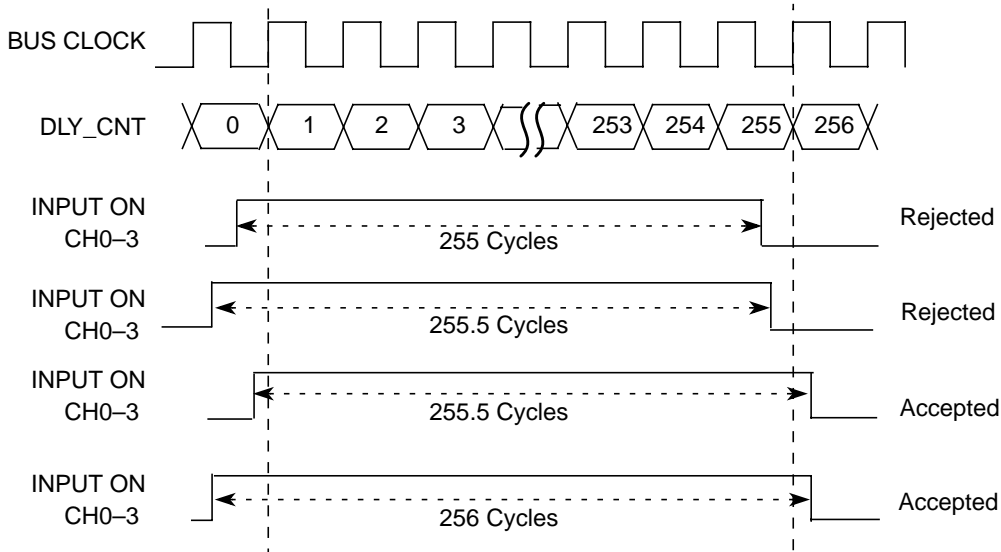 BUS CLOCK
DLY_CNT
0 1 2 3 253 254 255 256
INPUT ON
CH0–3
255 Cycles
Rejected
INPUT ON
CH0–3
255.5 Cycles
Rejected
INPUT ON
CH0–3
255.5 Cycles
Accepted
INPUT ON
CH0–3
256 Cycles
Accepted